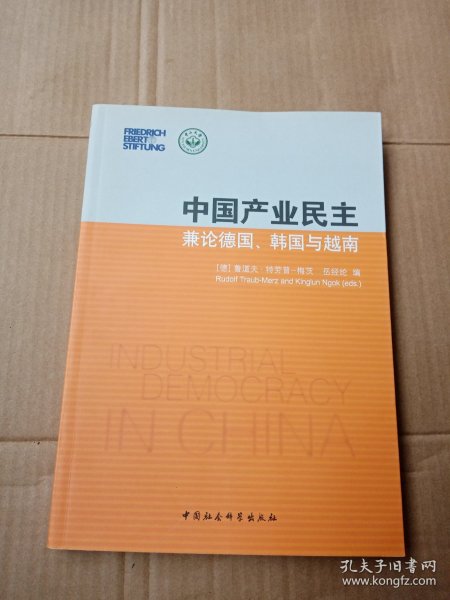 FRIEDRICH
EBERT
STIFTUNG
中国产业民主
兼论德国、韩国与越南
[德] 鲁道夫·特劳普-梅茨 岳经纶 编
Rudolf Traub-Merz and Kinglun Ngok (eds.)
INDUSTRIAL
DEMOCRACY
IN CHINA
中国社会科学出版社
孔夫子旧书网
www.kongfz.com